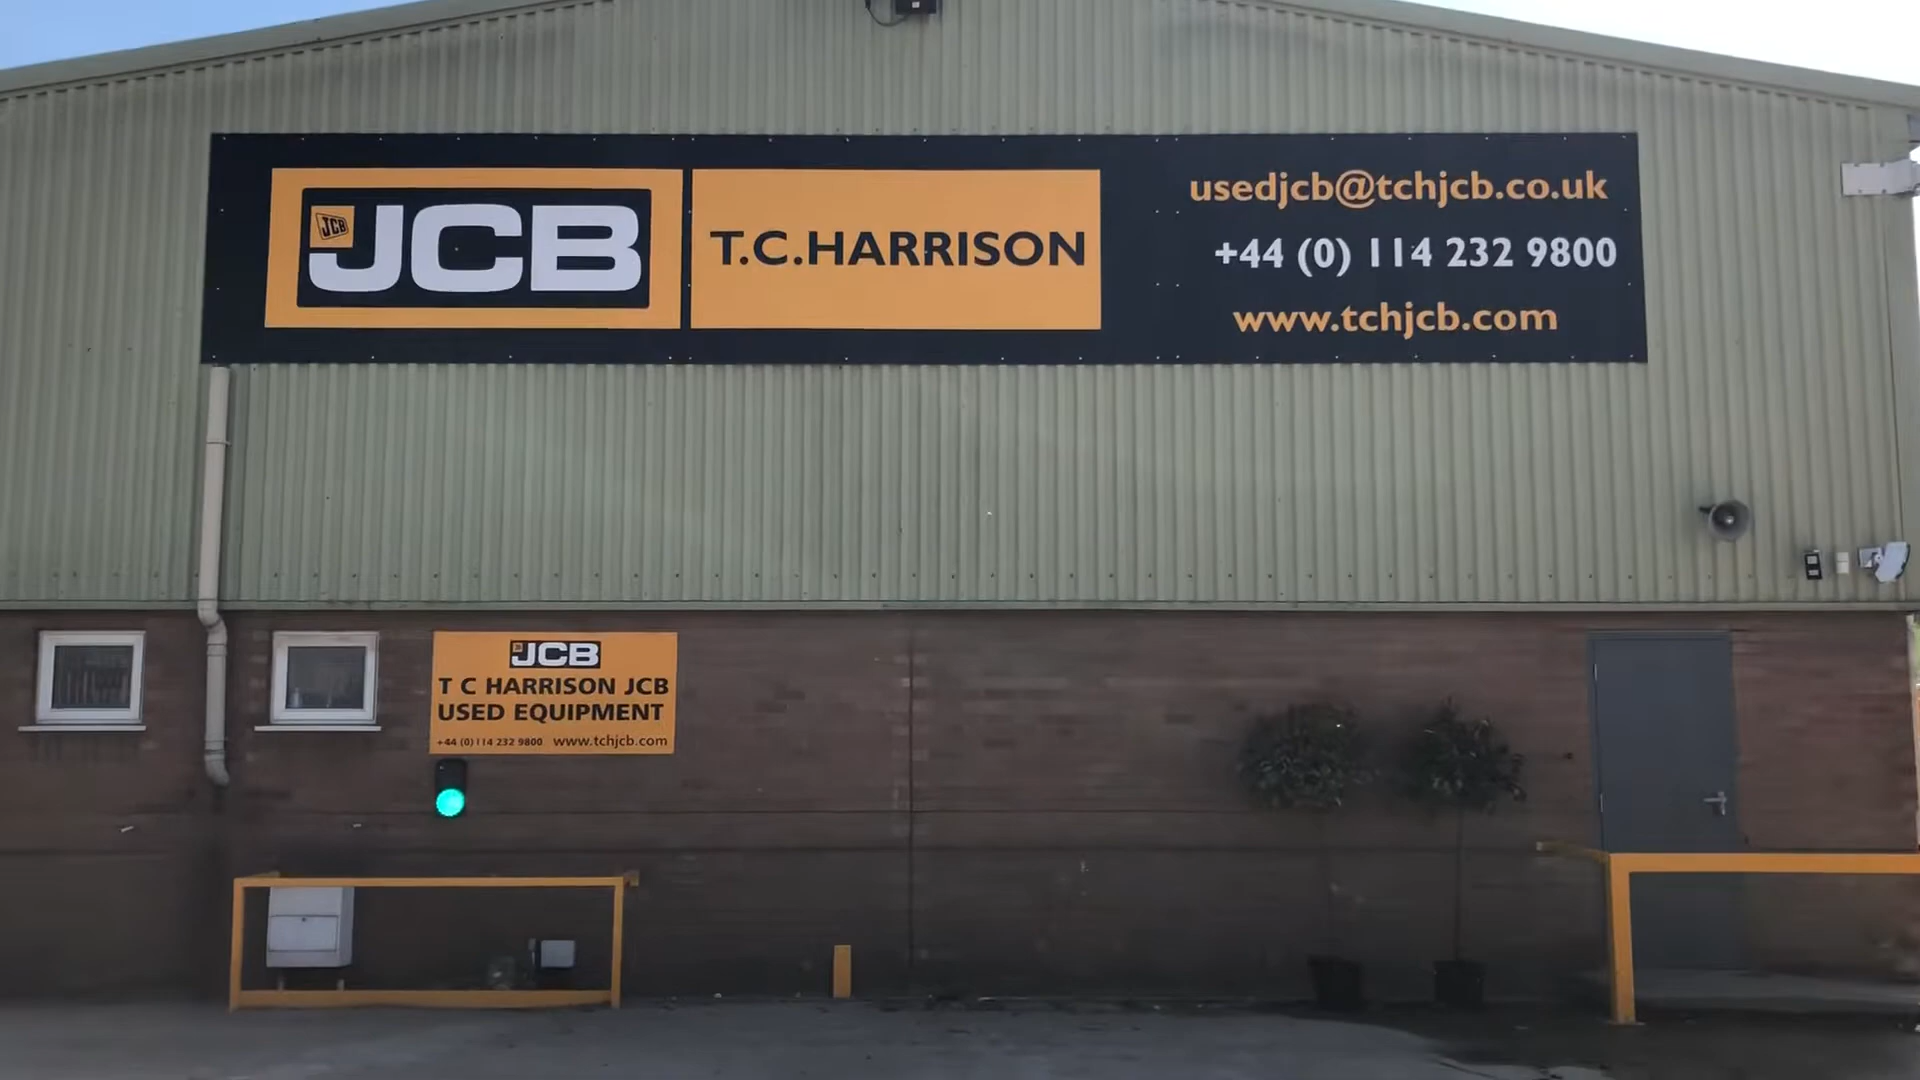 JCB
JCB
T.C.HARRISON
usedjcb@tchjcb.co.uk
+44 (0) 114 232 9800
www.tchjcb.com
JCB
T C HARRISON JCB
USED EQUIPMENT
+44 (0)114 232 9800 www.tchjcb.com